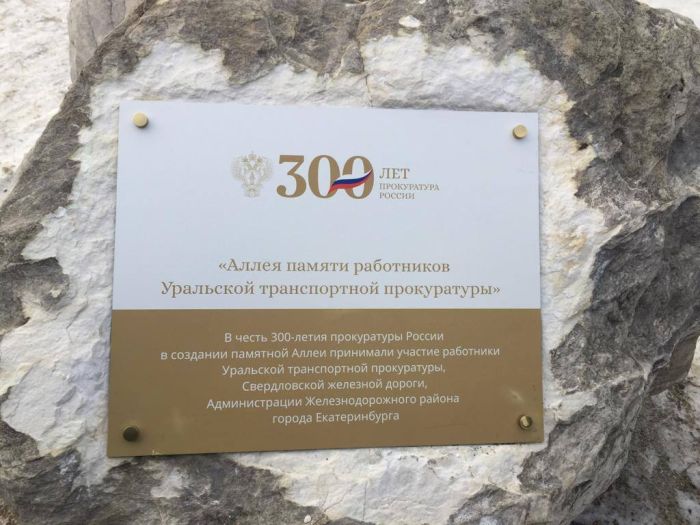 300 ЛЕТ
ПРОКУРАТУРА
РОССИИ
«Аллея памяти работников
Уральской транспортной прокуратуры»
В честь 300-летия прокуратуры России
в создании памятной Аллеи принимали участие работники
Уральской транспортной прокуратуры,
Свердловской железной дороги,
Администрации Железнодорожного района
города Екатеринбурга